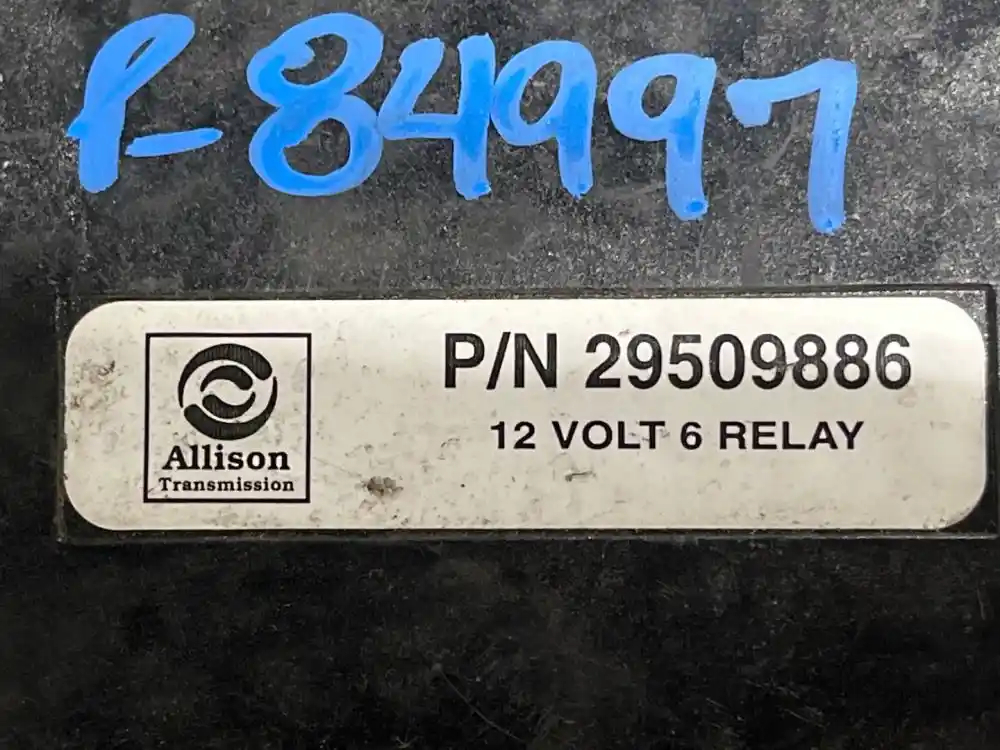 P-84997
P/N 29509886
12 VOLT 6 RELAY
Allison
Transmission